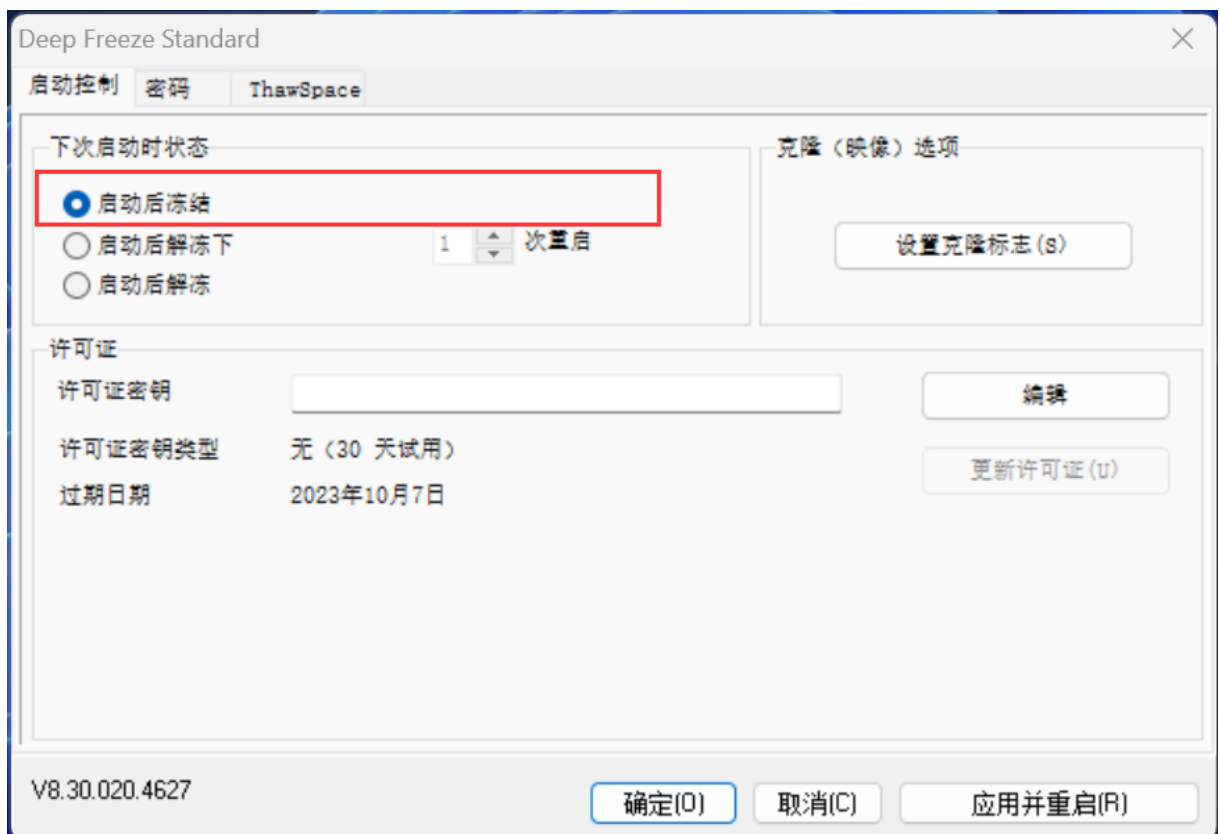 Deep Freeze Standard
启动控制 密码 ThawSpace
下次启动时状态
启动后冻结
启动后解冻下 1 次重启
启动后解冻
克隆（映像）选项
设置克隆标志(S)
许可证
许可证密钥 编辑
许可证密钥类型 无（30 天试用） 更新许可证(U)
过期日期 2023年10月7日
V8.30.020.4627 确定(O) 取消(C) 应用并重启(R)